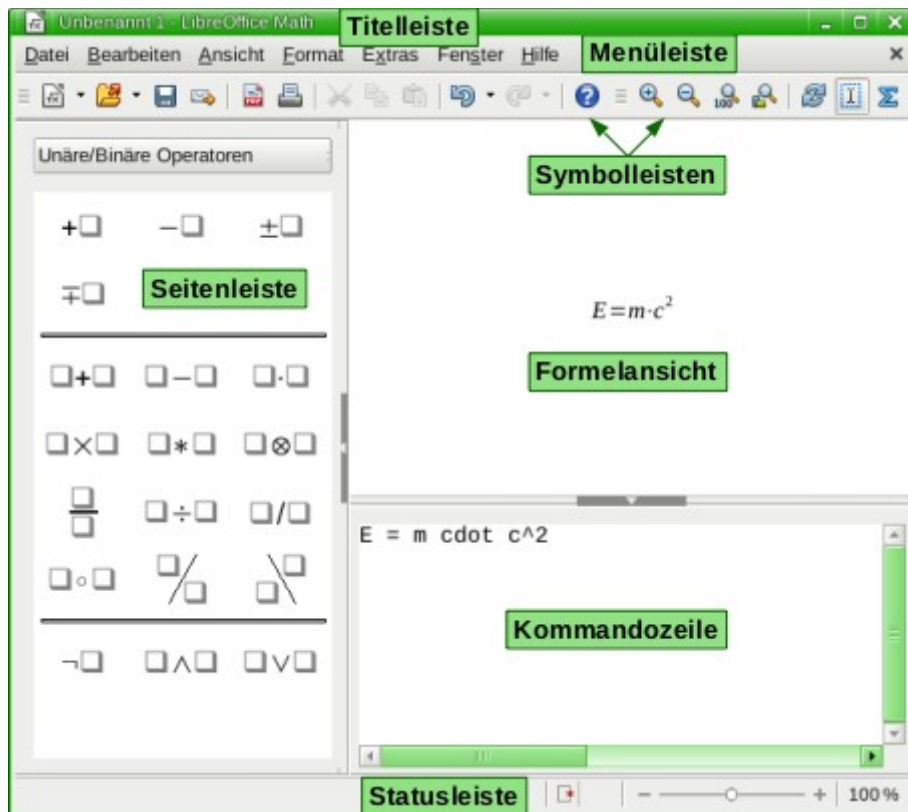 Unbenannt 1 - LibreOffice Math
Titelleiste
Datei Bearbeiten Ansicht Format Extras Fenster Hilfe
Menüleiste
100
Unäre/Binäre Operatoren
Symbolleisten
+□ −□ ±□
∓□
Seitenleiste
E=m·c²
□+□ □−□ □·□
Formelansicht
□×□ □∗□ □⊗□
□÷□ □/□
E = m cdot c^2
□∘□
Kommandozeile
¬□ □∧□ □∨□
Statusleiste
100 %